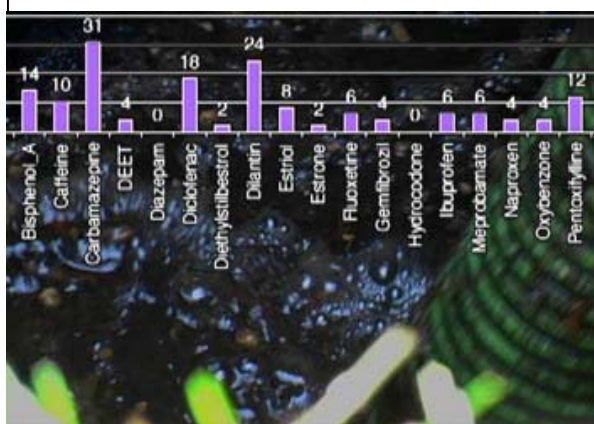 31
24
18
14
12
10
8
6
6
6
4
4
4
4
2
2
0
0
Bisphenol_A
Caffeine
Carbamazepine
DEET
Diazepam
Diclofenac
Diethylstilbestrol
Dilantin
Estriol
Estrone
Fluoxetine
Gemfibrozil
Hydrocodone
Ibuprofen
Meprobamate
Naproxen
Oxybenzone
Pentoxifylline